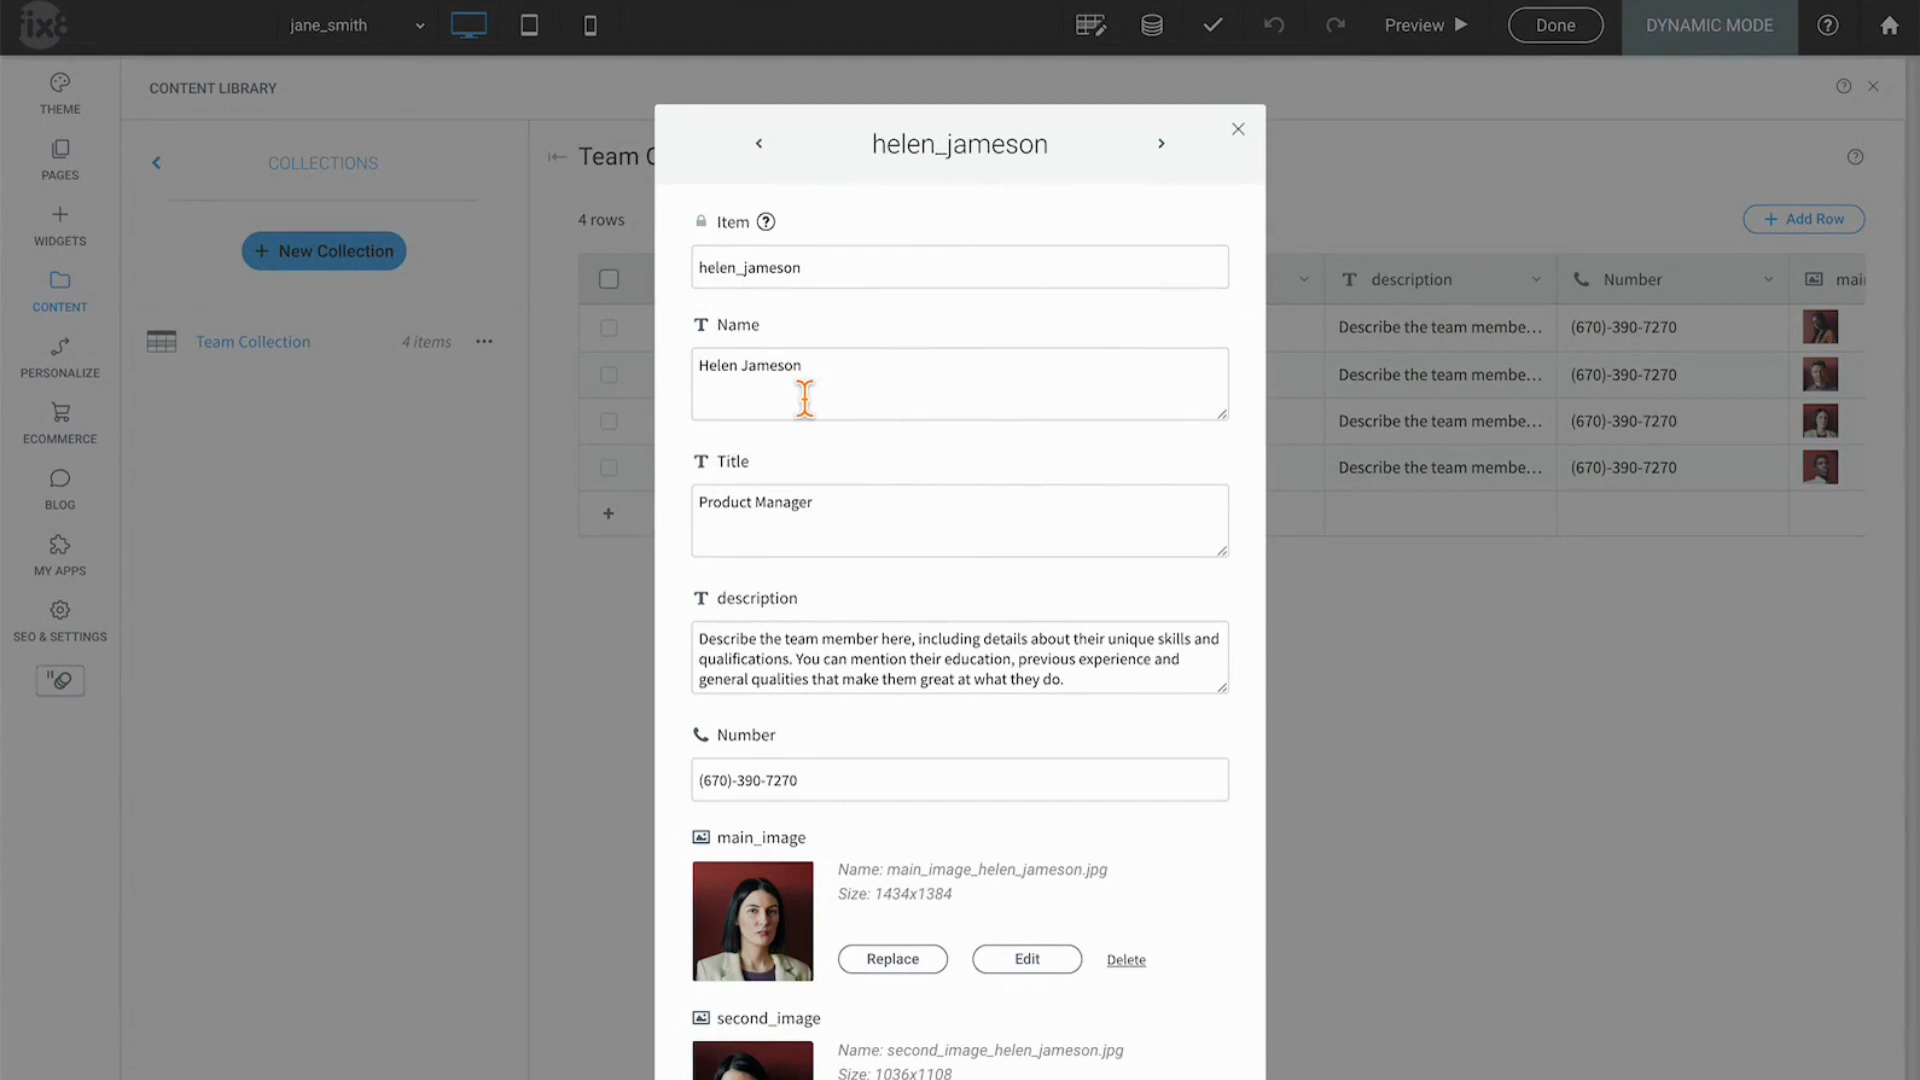 ix8
jane_smith
Preview
Done
DYNAMIC MODE
THEME
PAGES
WIDGETS
CONTENT
PERSONALIZE
ECOMMERCE
BLOG
MY APPS
SEO & SETTINGS
CONTENT LIBRARY
COLLECTIONS
+ New Collection
Team Collection
4 items
Team C
4 rows
+ Add Row
description
Number
mai
Describe the team membe...
(670)-390-7270
Describe the team membe...
(670)-390-7270
Describe the team membe...
(670)-390-7270
Describe the team membe...
(670)-390-7270
helen_jameson
Item
helen_jameson
Name
Helen Jameson
Title
Product Manager
description
Describe the team member here, including details about their unique skills and
qualifications. You can mention their education, previous experience and
general qualities that make them great at what they do.
Number
(670)-390-7270
main_image
Name: main_image_helen_jameson.jpg
Size: 1434x1384
Replace
Edit
Delete
second_image
Name: second_image_helen_jameson.jpg
Size: 1036x1108